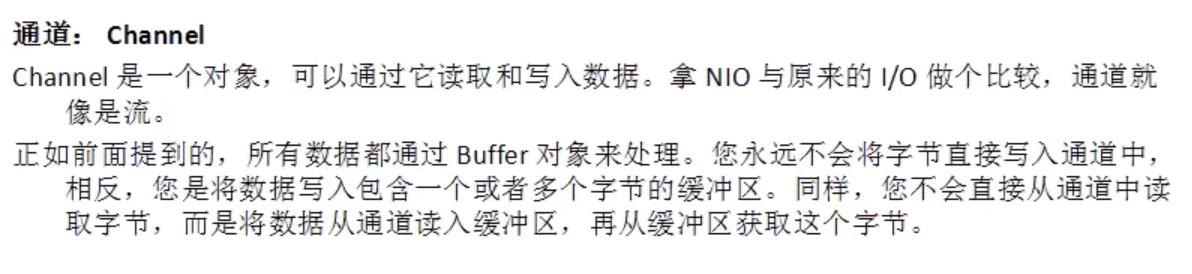 通道： Channel
Channel 是一个对象，可以通过它读取和写入数据。拿 NIO 与原来的 I/O 做个比较，通道就
像是流。
正如前面提到的，所有数据都通过 Buffer 对象来处理。您永远不会将字节直接写入通道中，
相反，您是将数据写入包含一个或者多个字节的缓冲区。同样，您不会直接从通道中读
取字节，而是将数据从通道读入缓冲区，再从缓冲区获取这个字节。